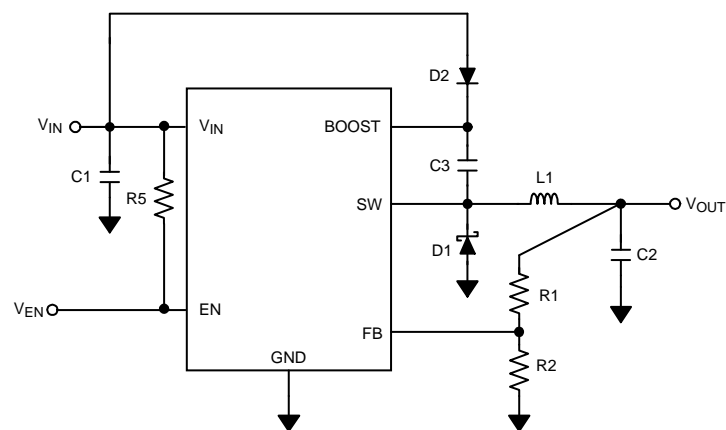 D2
VIN
VIN
BOOST
C1
C3
R5
L1
SW
VOUT
D1
C2
R1
VEN
EN
FB
GND
R2